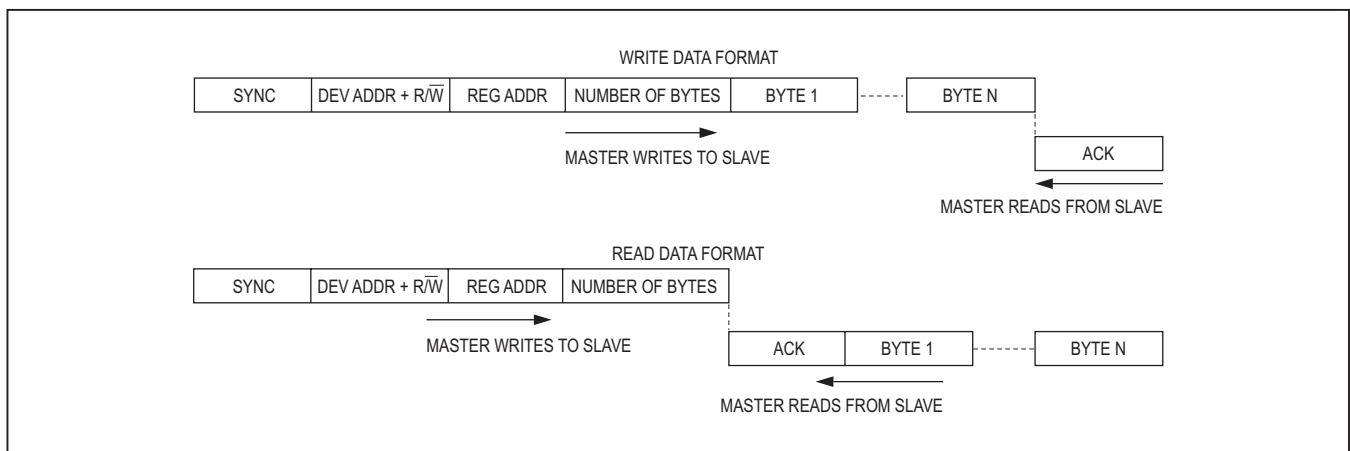 WRITE DATA FORMAT
SYNC DEV ADDR + R/W̅ REG ADDR NUMBER OF BYTES BYTE 1 BYTE N
MASTER WRITES TO SLAVE
ACK
MASTER READS FROM SLAVE
READ DATA FORMAT
SYNC DEV ADDR + R/W̅ REG ADDR NUMBER OF BYTES
MASTER WRITES TO SLAVE
ACK BYTE 1 BYTE N
MASTER READS FROM SLAVE